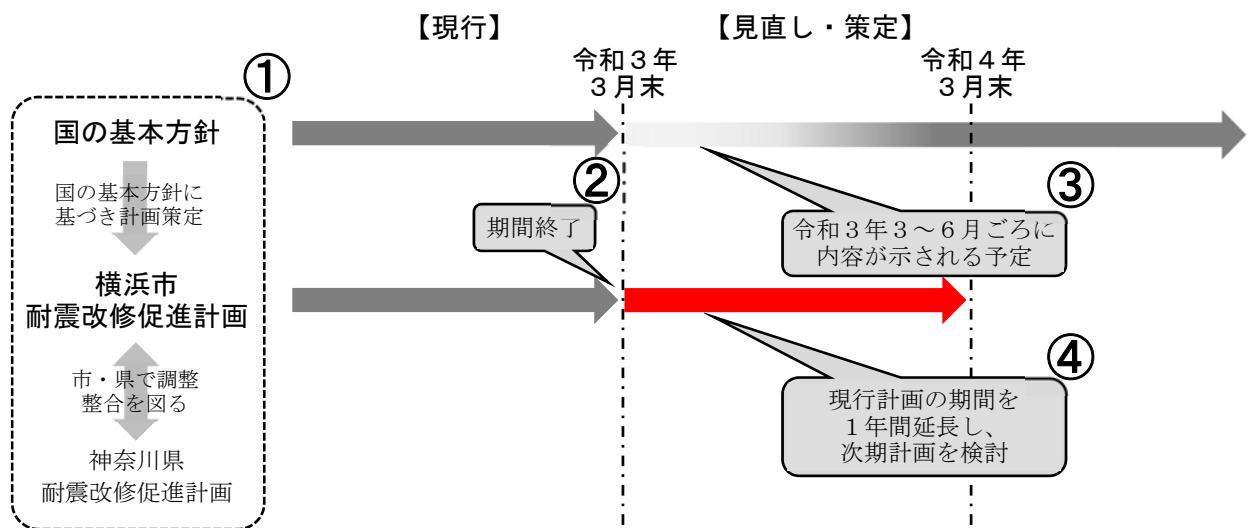 【現行】
【見直し・策定】
令和３年
３月末
令和４年
３月末
①
国の基本方針
国の基本方針に
基づき計画策定
横浜市
耐震改修促進計画
市・県で調整
整合を図る
神奈川県
耐震改修促進計画
②
期間終了
③
令和３年３～６月ごろに
内容が示される予定
④
現行計画の期間を
１年間延長し、
次期計画を検討